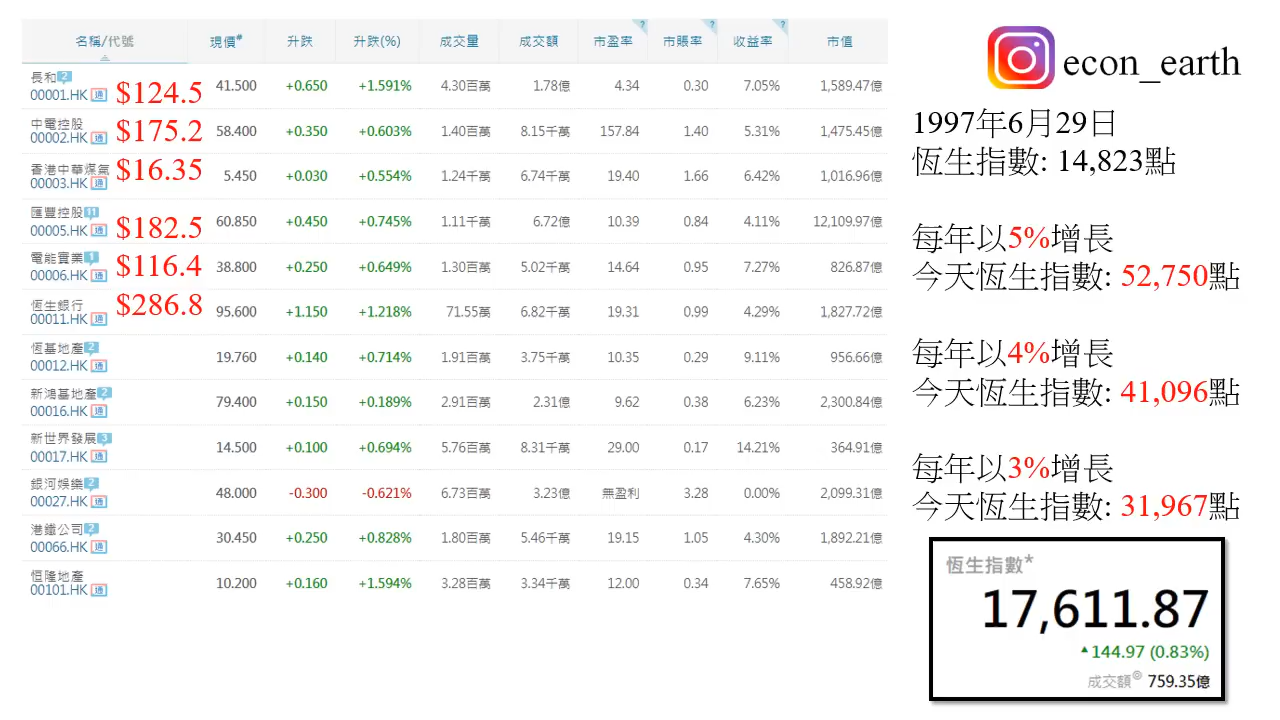 名稱/代號 現價# 升跌 升跌(%) 成交量 成交額 市盈率 市賬率 收益率 市值
長和 2
00001.HK 通 $124.5 41.500 +0.650 +1.591% 4.30百萬 1.78億 4.34 0.30 7.05% 1,589.47億
中電控股
00002.HK 通 $175.2 58.400 +0.350 +0.603% 1.40百萬 8.15千萬 157.84 1.40 5.31% 1,475.45億
香港中華煤氣
00003.HK 通 $16.35 5.450 +0.030 +0.554% 1.24千萬 6.74千萬 19.40 1.66 6.42% 1,016.96億
匯豐控股 11
00005.HK 通 $182.5 60.850 +0.450 +0.745% 1.11千萬 6.72億 10.39 0.84 4.11% 12,109.97億
電能實業 1
00006.HK 通 $116.4 38.800 +0.250 +0.649% 1.30百萬 5.02千萬 14.64 0.95 7.27% 826.87億
恆生銀行
00011.HK 通 $286.8 95.600 +1.150 +1.218% 71.55萬 6.82千萬 19.31 0.99 4.29% 1,827.72億
恆基地產 2
00012.HK 通 19.760 +0.140 +0.714% 1.91百萬 3.75千萬 10.35 0.29 9.11% 956.66億
新鴻基地產 2
00016.HK 通 79.400 +0.150 +0.189% 2.91百萬 2.31億 9.62 0.38 6.23% 2,300.84億
新世界發展 3
00017.HK 通 14.500 +0.100 +0.694% 5.76百萬 8.31千萬 29.00 0.17 14.21% 364.91億
銀河娛樂 2
00027.HK 通 48.000 -0.300 -0.621% 6.73百萬 3.23億 無盈利 3.28 0.00% 2,099.31億
港鐵公司 2
00066.HK 通 30.450 +0.250 +0.828% 1.80百萬 5.46千萬 19.15 1.05 4.30% 1,892.21億
恒隆地產
00101.HK 通 10.200 +0.160 +1.594% 3.28百萬 3.34千萬 12.00 0.34 7.65% 458.92億
econ_earth
1997年6月29日
恆生指數: 14,823點
每年以5%增長
今天恆生指數: 52,750點
每年以4%增長
今天恆生指數: 41,096點
每年以3%增長
今天恆生指數: 31,967點
恆生指數*
17,611.87
▲144.97 (0.83%)
成交額◎ 759.35億